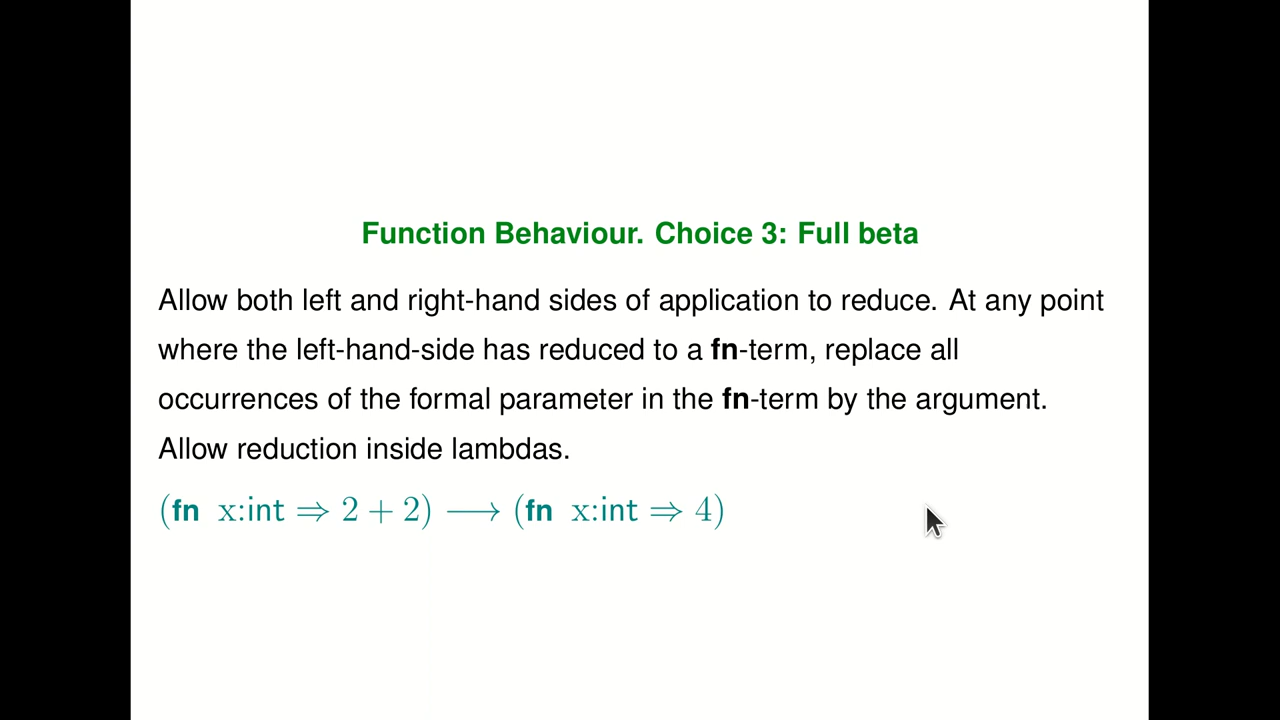 Function Behaviour. Choice 3: Full beta
Allow both left and right-hand sides of application to reduce. At any point
where the left-hand-side has reduced to a fn-term, replace all
occurrences of the formal parameter in the fn-term by the argument.
Allow reduction inside lambdas.
(fn x:int ⇒ 2 + 2) ⟶ (fn x:int ⇒ 4)